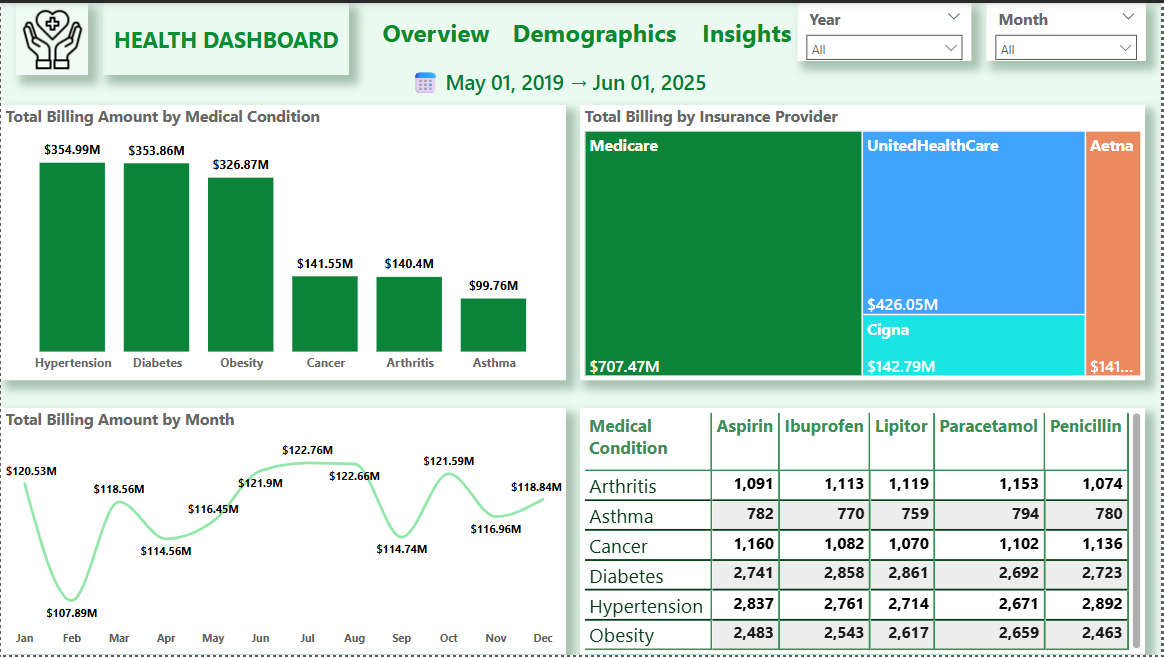 HEALTH DASHBOARD
Overview Demographics Insights
Year
All
Month
All
May 01, 2019 → Jun 01, 2025
Total Billing Amount by Medical Condition
$354.99M $353.86M $326.87M $141.55M $140.4M $99.76M
Hypertension Diabetes Obesity Cancer Arthritis Asthma
Total Billing by Insurance Provider
Medicare
$707.47M
UnitedHealthCare
$426.05M
Cigna
$142.79M
Aetna
$141...
Total Billing Amount by Month
$120.53M $107.89M $118.56M $114.56M $116.45M $121.9M $122.76M $122.66M $114.74M $121.59M $116.96M $118.84M
Jan Feb Mar Apr May Jun Jul Aug Sep Oct Nov Dec
Medical Condition Aspirin Ibuprofen Lipitor Paracetamol Penicillin
Arthritis 1,091 1,113 1,119 1,153 1,074
Asthma 782 770 759 794 780
Cancer 1,160 1,082 1,070 1,102 1,136
Diabetes 2,741 2,858 2,861 2,692 2,723
Hypertension 2,837 2,761 2,714 2,671 2,892
Obesity 2,483 2,543 2,617 2,659 2,463